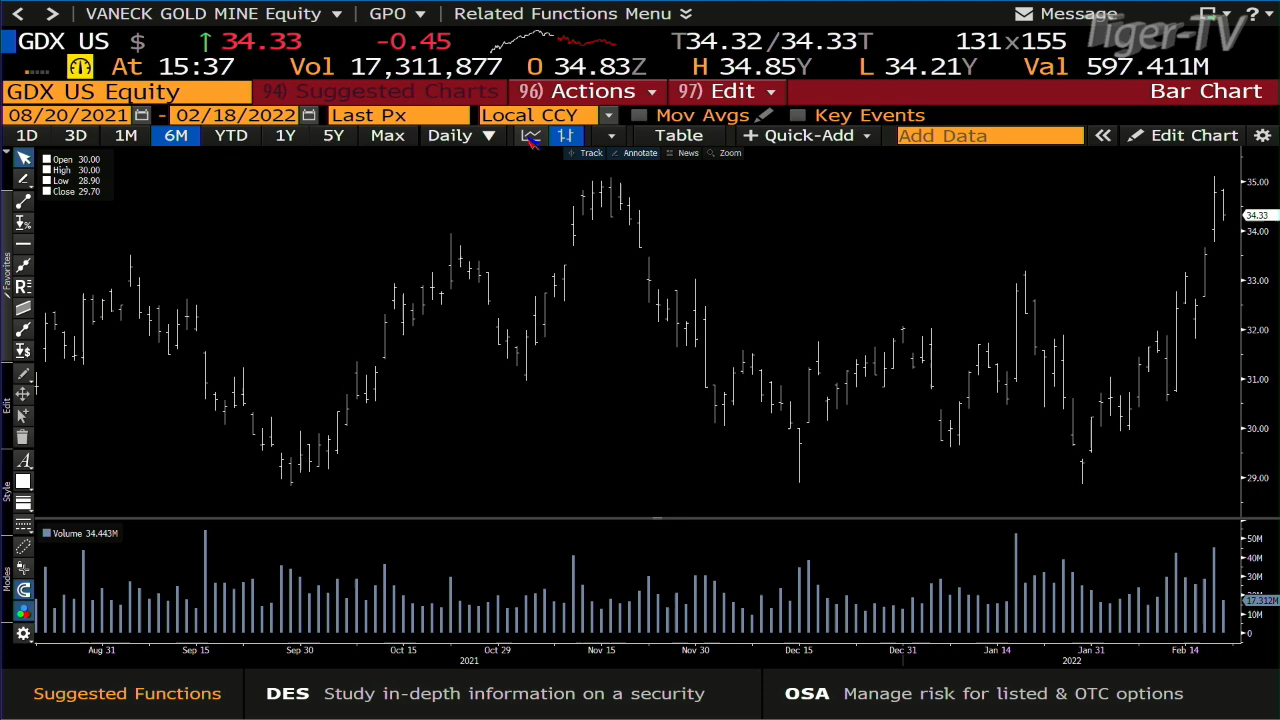 VANECK GOLD MINE Equity GPO Related Functions Menu Message ?
Tiger-TV
GDX US $ ↑ 34.33 -0.45 T34.32 /34.33T 131 x 155
At 15:37 Vol 17,311,877 O 34.83Z H 34.85Y L 34.21Y Val 597.411M
GDX US Equity 94) Suggested Charts 96) Actions 97) Edit Bar Chart
08/20/2021 - 02/18/2022 Last Px Local CCY Mov Avgs Key Events
1D 3D 1M 6M YTD 1Y 5Y Max Daily ▼ Table + Quick-Add Add Data « Edit Chart
Track Annotate News Zoom
Open 30.00
High 30.00
Low 28.90
Close 29.70
35.00
34.33
34.00
33.00
32.00
31.00
30.00
29.00
Favorites
Edit
Style
Modes
Volume 34.443M
50M
40M
30M
17.312M
10M
0
Aug 31 Sep 15 Sep 30 Oct 15 Oct 29 Nov 15 Nov 30 Dec 15 Dec 31 Jan 14 Jan 31 Feb 14
2021 2022
Suggested Functions DES Study in-depth information on a security OSA Manage risk for listed & OTC options